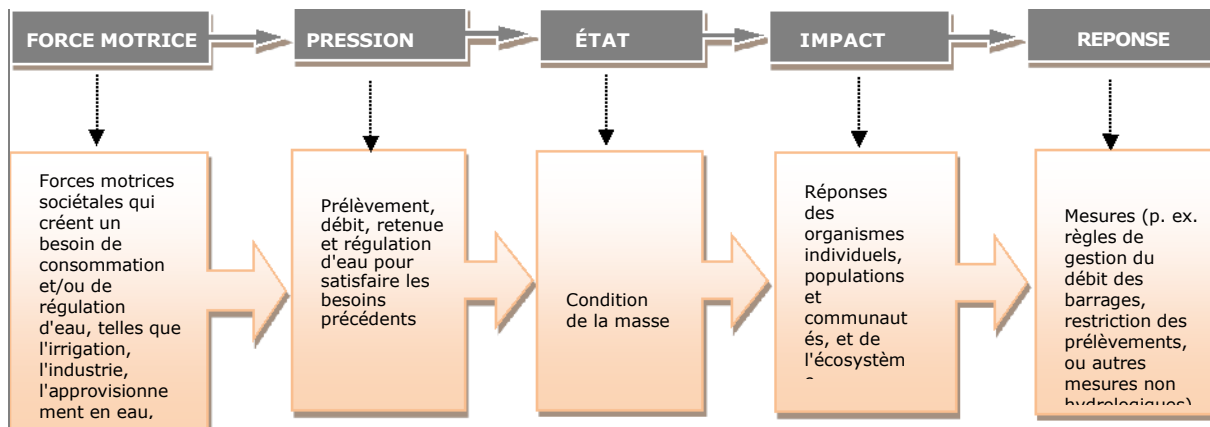 FORCE MOTRICE
PRESSION
ÉTAT
IMPACT
REPONSE
Forces motrices
sociétales qui
créent un
besoin de
consommation
et/ou de
régulation
d'eau, telles que
l'irrigation,
l'industrie,
l'approvisionne
ment en eau,
Prélèvement,
débit, retenue
et régulation
d'eau pour
satisfaire les
besoins
précédents
Condition
de la masse
Réponses
des
organismes
individuels,
populations
et
communaut
és, et de
l'écosystèm
Mesures (p. ex.
règles de
gestion du
débit des
barrages,
restriction des
prélèvements,
ou autres
mesures non
hydrologiques)